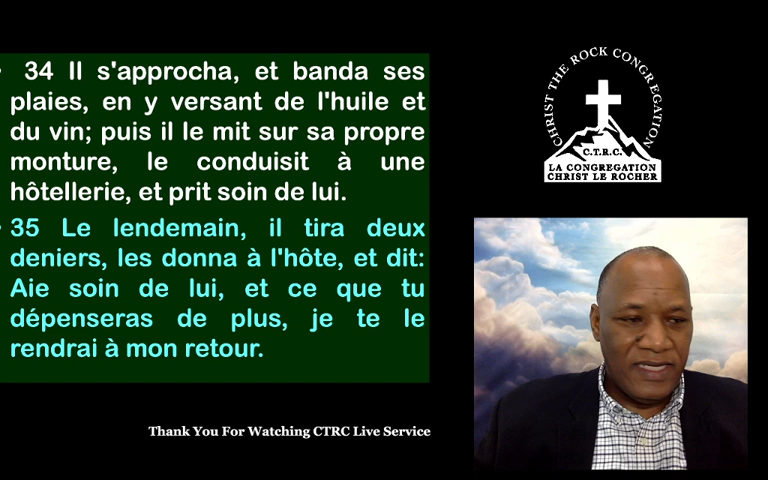 34 Il s'approcha, et banda ses
plaies, en y versant de l'huile et
du vin; puis il le mit sur sa propre
monture, le conduisit à une
hôtellerie, et prit soin de lui.
35 Le lendemain, il tira deux
deniers, les donna à l'hôte, et dit:
Aie soin de lui, et ce que tu
dépenseras de plus, je te le
rendrai à mon retour.
CHRIST THE ROCK CONGREGATION
C.T.R.C.
LA CONGREGATION
CHRIST LE ROCHER
Thank You For Watching CTRC Live Service